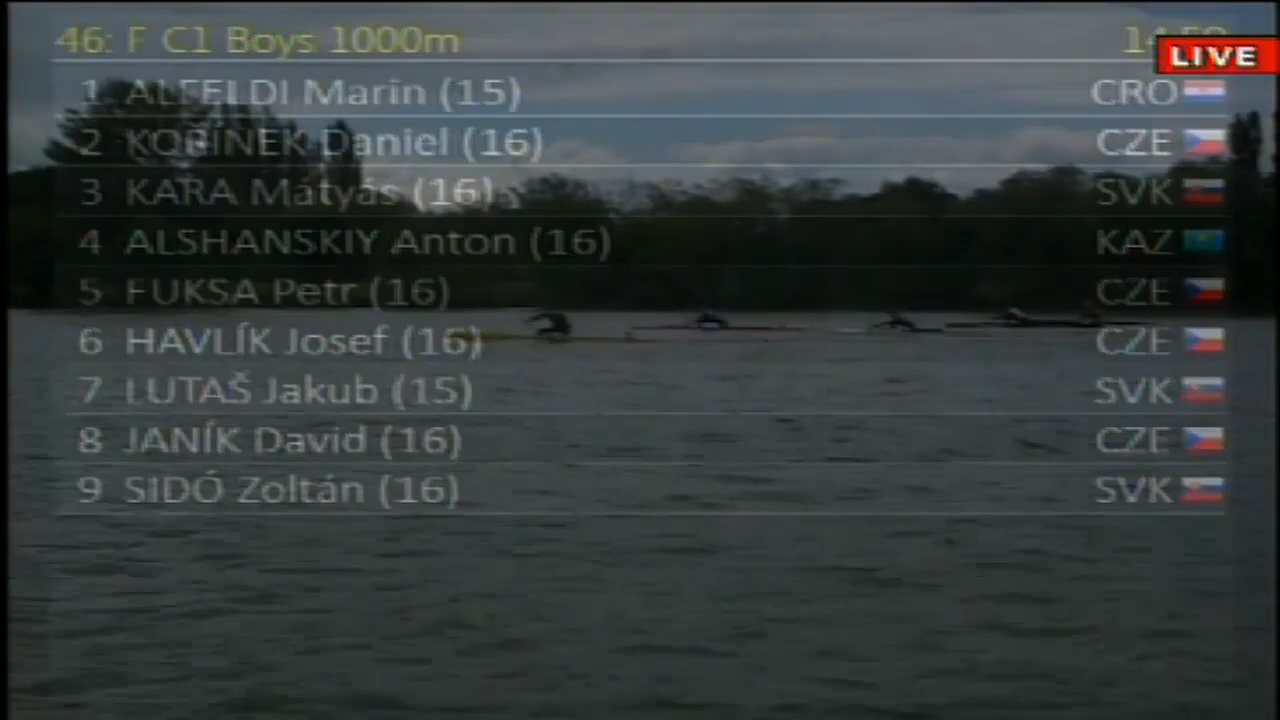 46: F C1 Boys 1000m
LIVE
1 ALFELDI Marin (15) CRO
2 KOŘÍNEK Daniel (16) CZE
3 KARA Mátyás (16) SVK
4 ALSHANSKIY Anton (16) KAZ
5 FUKSA Petr (16) CZE
6 HAVLÍK Josef (16) CZE
7 LUTAŠ Jakub (15) SVK
8 JANÍK David (16) CZE
9 SIDÓ Zoltán (16) SVK